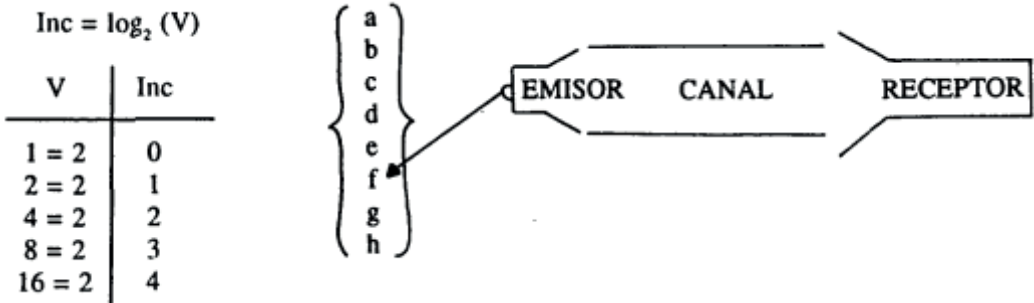 Inc = log₂ (V)
V Inc
1 = 2 0
2 = 2 1
4 = 2 2
8 = 2 3
16 = 2 4
a
b
c
d
e
f
g
h
EMISOR CANAL RECEPTOR